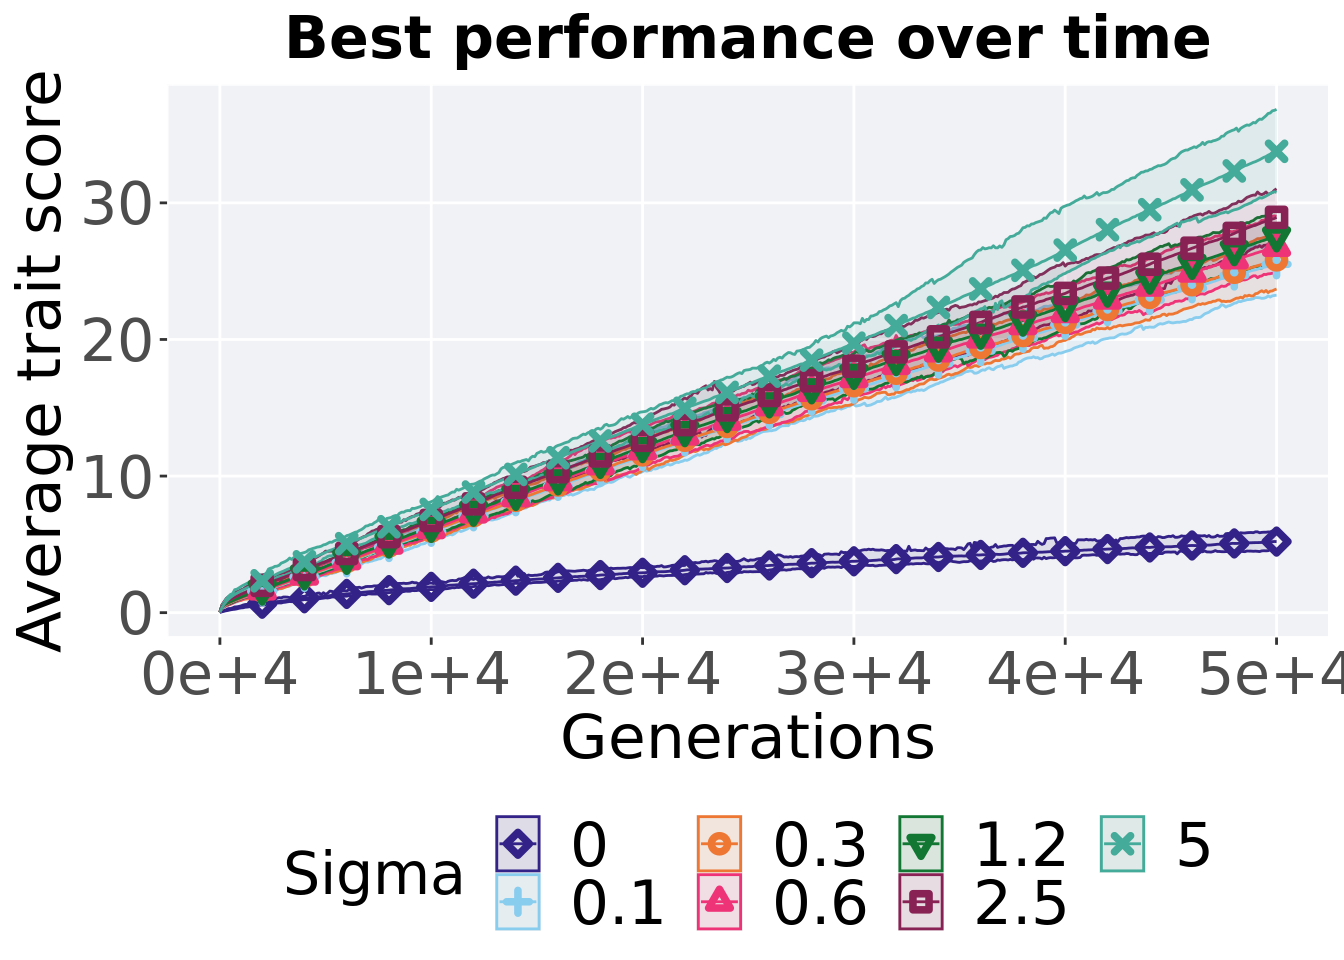 Best performance over time
Average trait score
30
20
10
0
0e+4 1e+4 2e+4 3e+4 4e+4 5e+4
Generations
Sigma
0 0.3 1.2 5
0.1 0.6 2.5